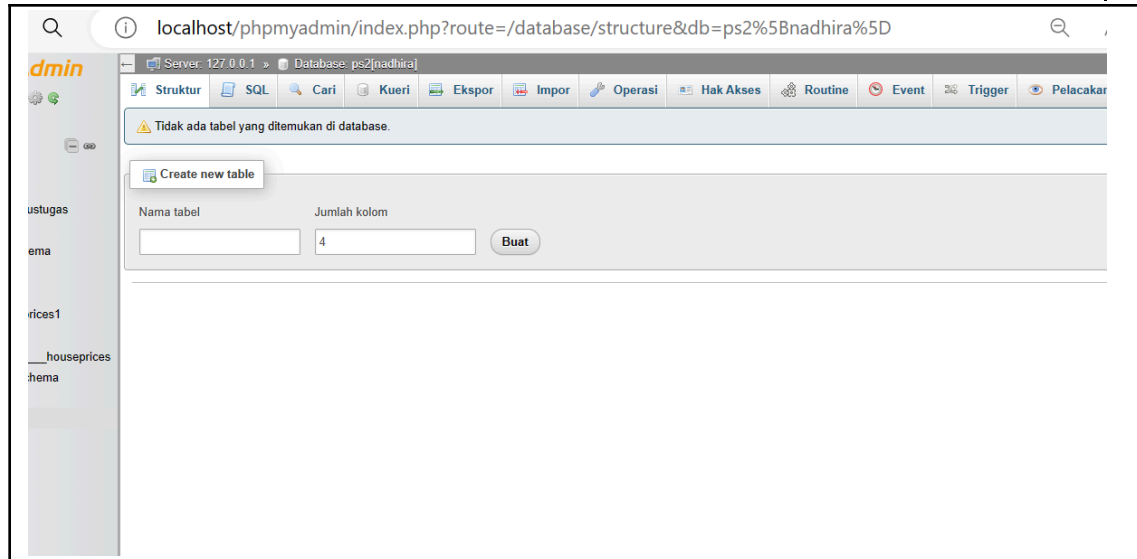 localhost/phpmyadmin/index.php?route=/database/structure&db=ps2%5Bnadhira%5D
dmin
Server: 127.0.0.1 » Database: ps2[nadhira]
Struktur SQL Cari Kueri Ekspor Impor Operasi Hak Akses Routine Event Trigger Pelacakan
Tidak ada tabel yang ditemukan di database.
Create new table
ustugas
Nama tabel Jumlah kolom
ema
4 Buat
rices1
__houseprices
hema